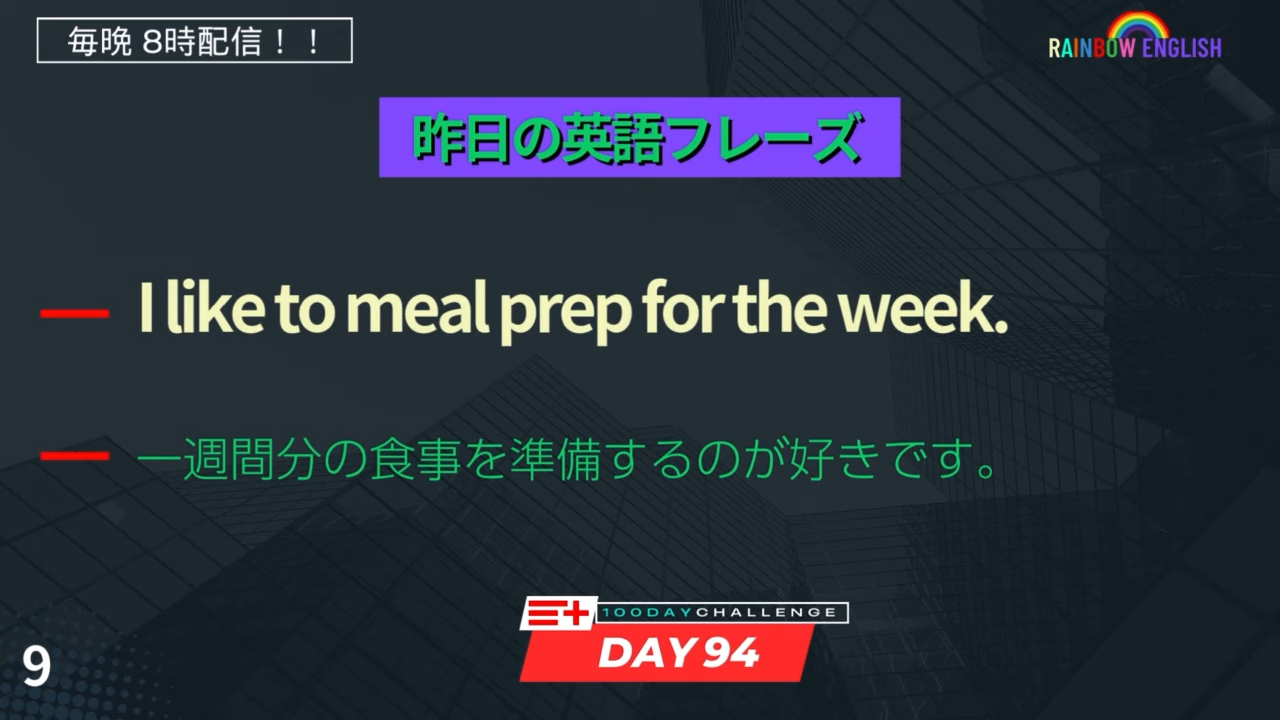 毎晩 8時配信！！
RAINBOW ENGLISH
昨日の英語フレーズ
I like to meal prep for the week.
一週間分の食事を準備するのが好きです。
100DAYCHALLENGE
DAY 94
9